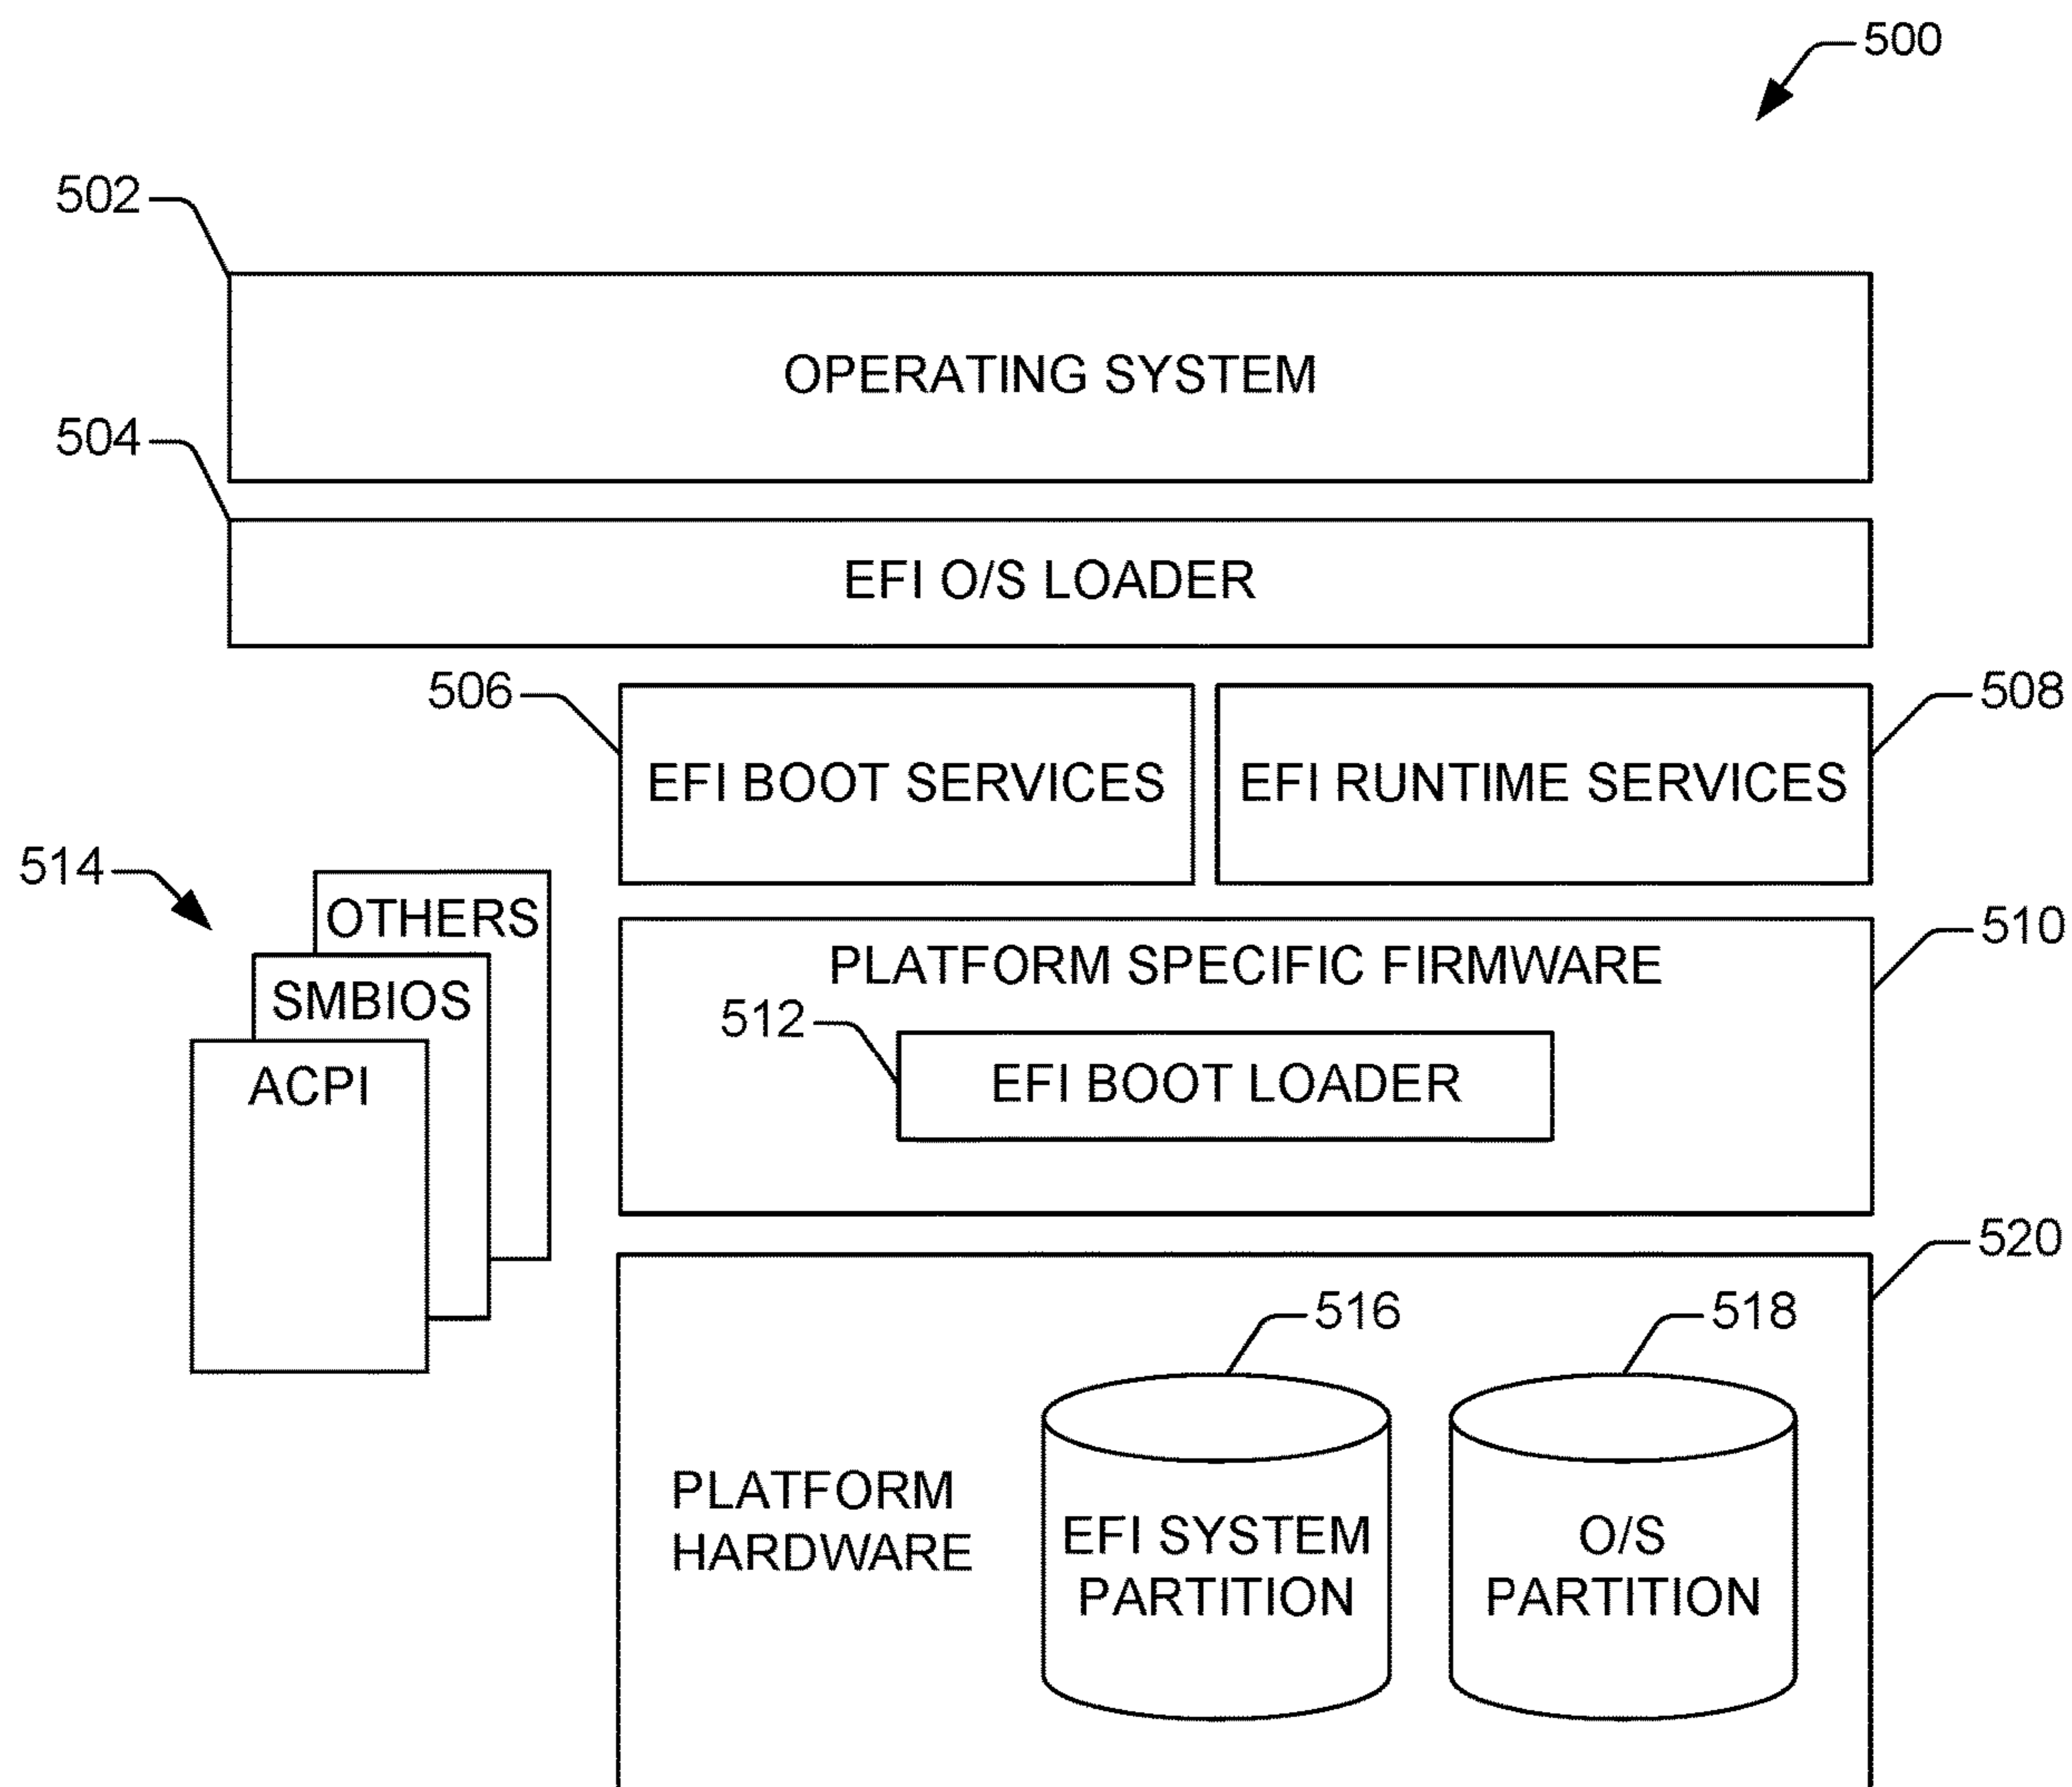 500
502
OPERATING SYSTEM
504
EFI O/S LOADER
506
508
EFI BOOT SERVICES
EFI RUNTIME SERVICES
514
OTHERS
SMBIOS
ACPI
510
PLATFORM SPECIFIC FIRMWARE
512
EFI BOOT LOADER
520
516
518
PLATFORM
HARDWARE
EFI SYSTEM
PARTITION
O/S
PARTITION